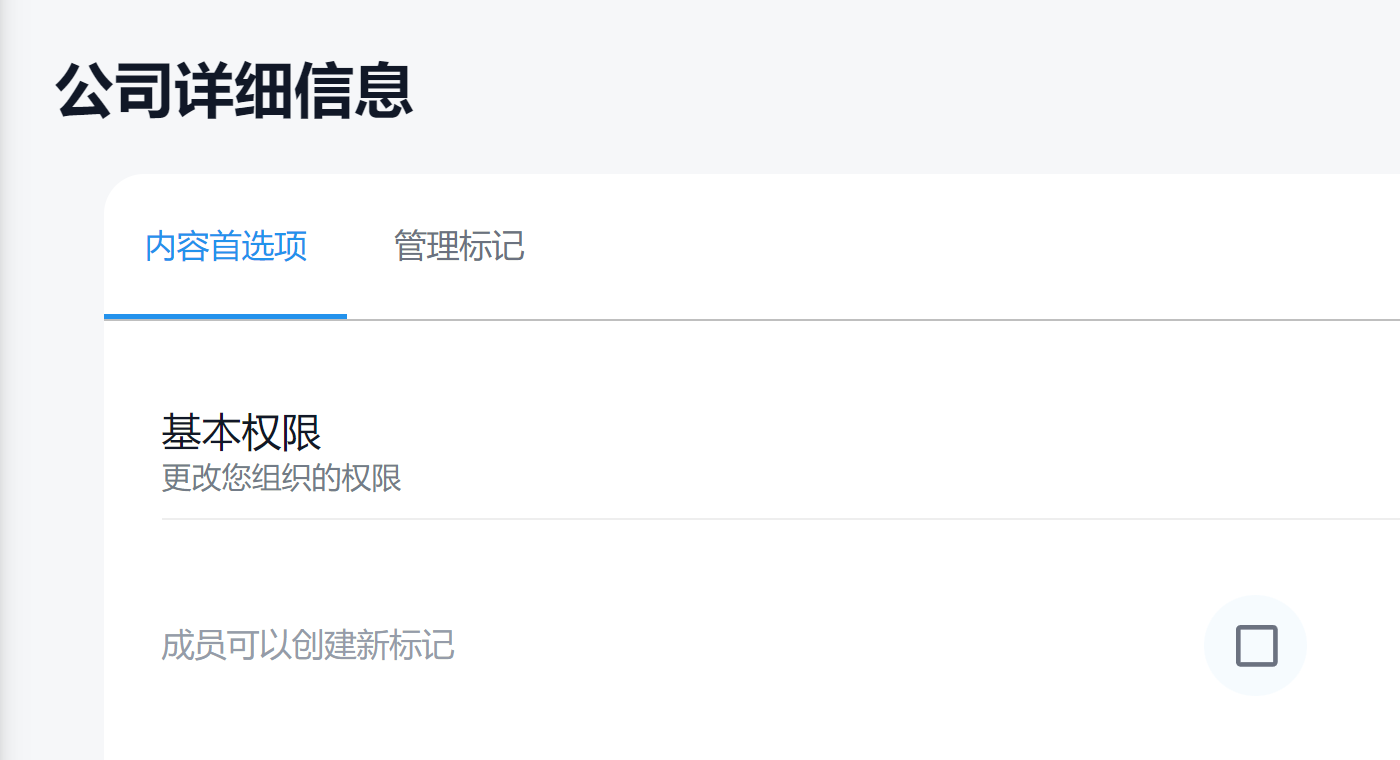 公司详细信息
内容首选项
管理标记
基本权限
更改您组织的权限
成员可以创建新标记